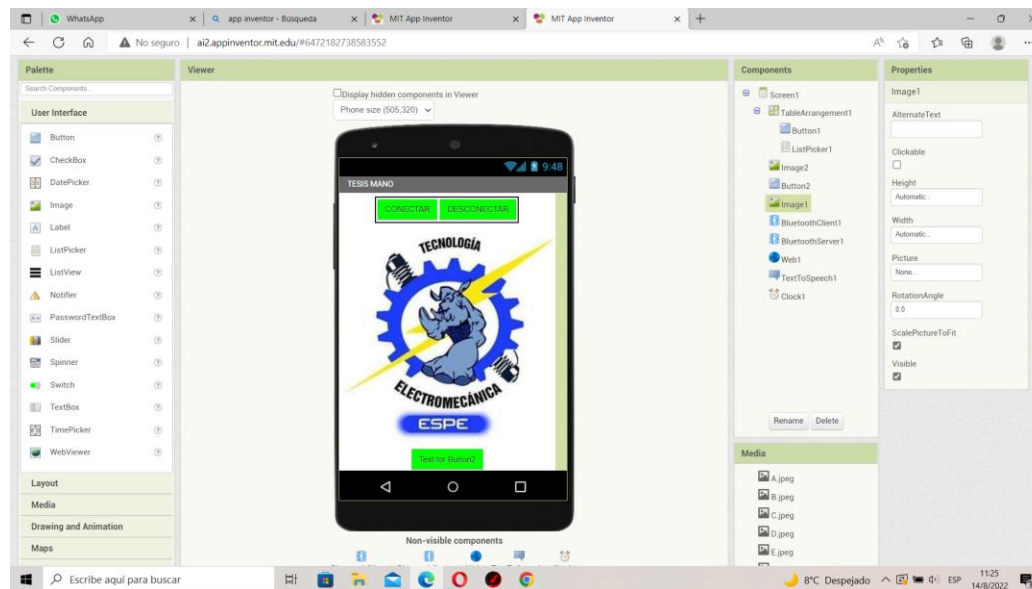 WhatsApp
app inventor - Búsqueda
MIT App Inventor
MIT App Inventor
No seguro
ai2.appinventor.mit.edu/#6472182738583552
Palette
Search Components...
User Interface
Button
CheckBox
DatePicker
Image
Label
ListPicker
ListView
Notifier
PasswordTextBox
Slider
Spinner
Switch
TextBox
TimePicker
WebViewer
Layout
Media
Drawing and Animation
Maps
Viewer
Display hidden components in Viewer
Phone size (505,320)
9:48
TESIS MANO
CONECTAR DESCONECTAR
TECNOLOGÍA
ELECTROMECÁNICA
ESPE
Text for Button2
Non-visible components
Components
Screen1
TableArrangement1
Button1
ListPicker1
Image2
Button2
Image1
BluetoothClient1
BluetoothServer1
Web1
TextToSpeech1
Clock1
Rename Delete
Media
A.jpeg
B.jpeg
C.jpeg
D.jpeg
E.jpeg
Properties
Image1
AlternateText
Clickable
Height
Automatic...
Width
Automatic...
Picture
None...
RotationAngle
0.0
ScalePictureToFit
Visible
Escribe aquí para buscar
8°C Despejado
ESP
11:25
14/8/2022